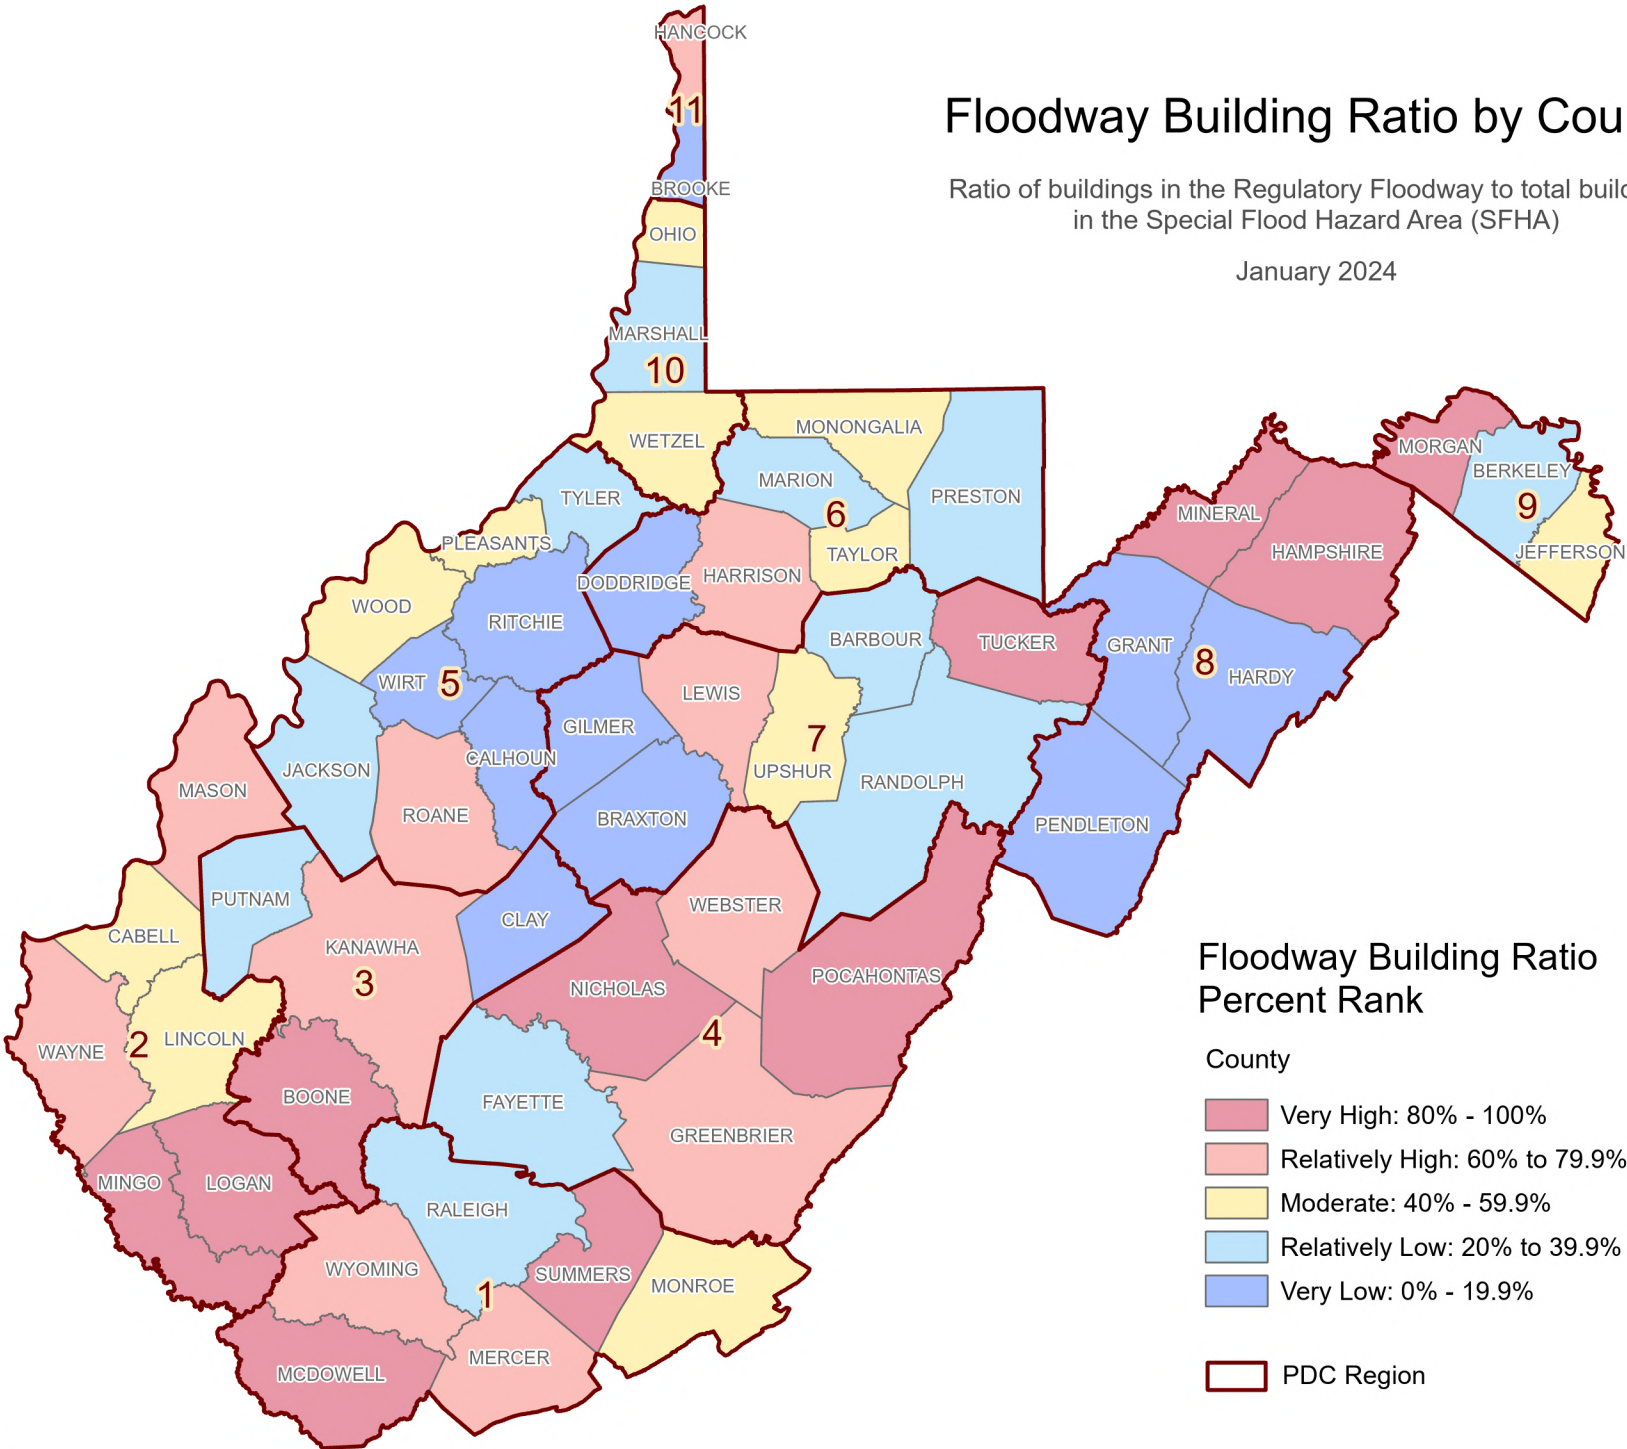 HANCOCK
11
BROOKE
OHIO
MARSHALL
10
WETZEL
Floodway Building Ratio by Cou
Ratio of buildings in the Regulatory Floodway to total build
in the Special Flood Hazard Area (SFHA)
January 2024
MONONGALIA
MARION
6
PRESTON
TAYLOR
TYLER
PLEASANTS
DODDRIDGE
HARRISON
WOOD
RITCHIE
WIRT
5
MORGAN
BERKELEY
9
JEFFERSON
MINERAL
HAMPSHIRE
BARBOUR
TUCKER
GRANT
8
HARDY
LEWIS
GILMER
CALHOUN
7
UPSHUR
RANDOLPH
JACKSON
MASON
ROANE
BRAXTON
PENDLETON
PUTNAM
CLAY
WEBSTER
CABELL
KANAWHA
3
NICHOLAS
POCAHONTAS
WAYNE
2
LINCOLN
4
BOONE
FAYETTE
GREENBRIER
MINGO
LOGAN
RALEIGH
WYOMING
1
SUMMERS
MONROE
MERCER
MCDOWELL
Floodway Building Ratio
Percent Rank
County
Very High: 80% - 100%
Relatively High: 60% to 79.9%
Moderate: 40% - 59.9%
Relatively Low: 20% to 39.9%
Very Low: 0% - 19.9%
PDC Region